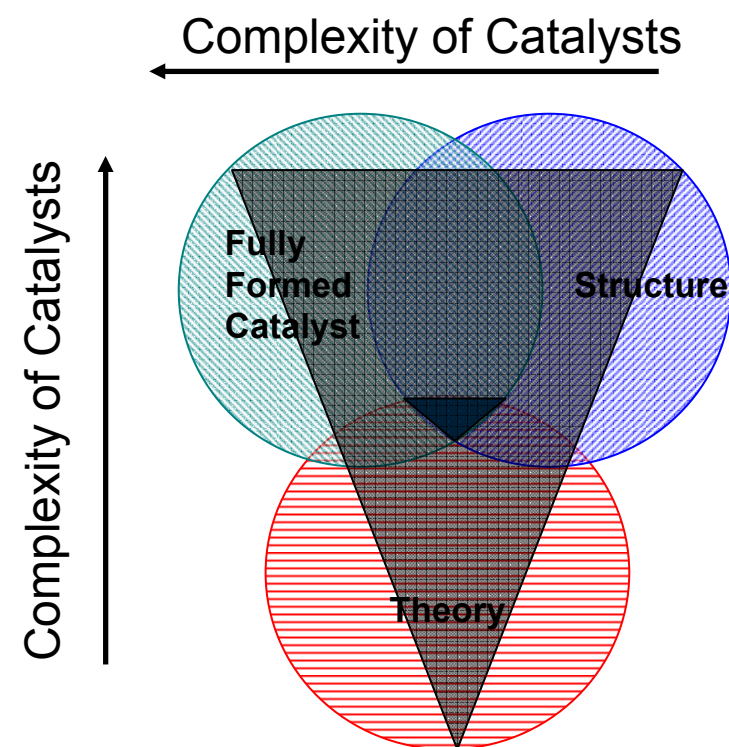 Complexity of Catalysts
Complexity of Catalysts
Fully
Formed
Catalyst
Structure
Theory